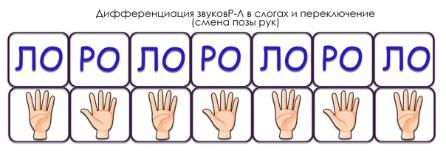 Дифференциация звуковР-Л в слогах и переключение
(смена позы рук)
ЛО РО ЛО РО ЛО РО ЛО